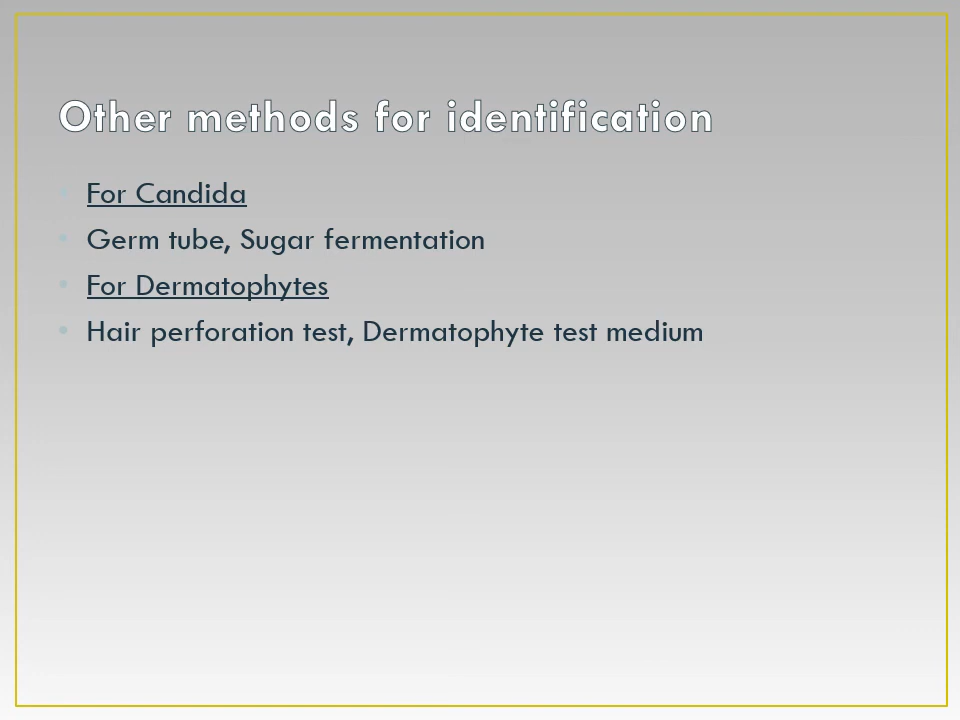 Other methods for identification
• For Candida
• Germ tube, Sugar fermentation
• For Dermatophytes
• Hair perforation test, Dermatophyte test medium